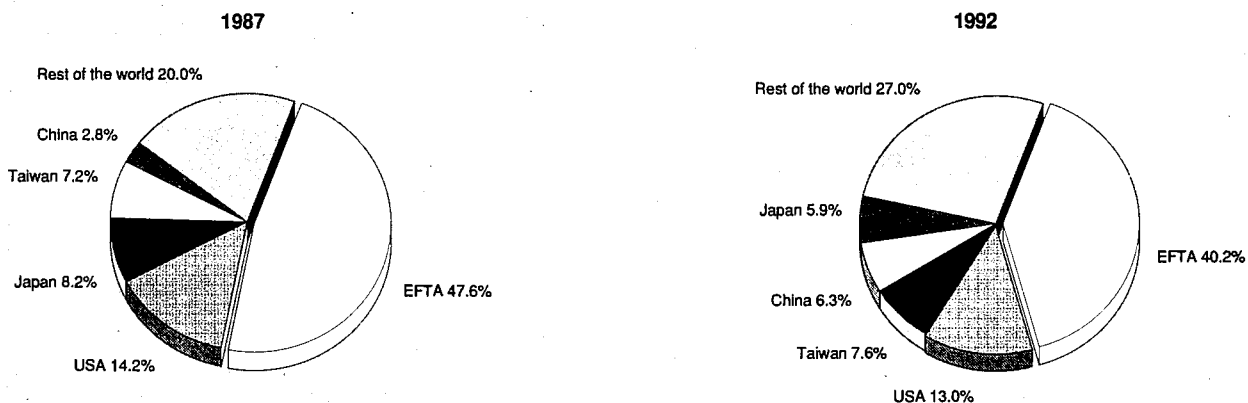 1987
Rest of the world 20.0%
China 2.8%
Taiwan 7.2%
Japan 8.2%
USA 14.2%
EFTA 47.6%
1992
Rest of the world 27.0%
Japan 5.9%
China 6.3%
Taiwan 7.6%
USA 13.0%
EFTA 40.2%